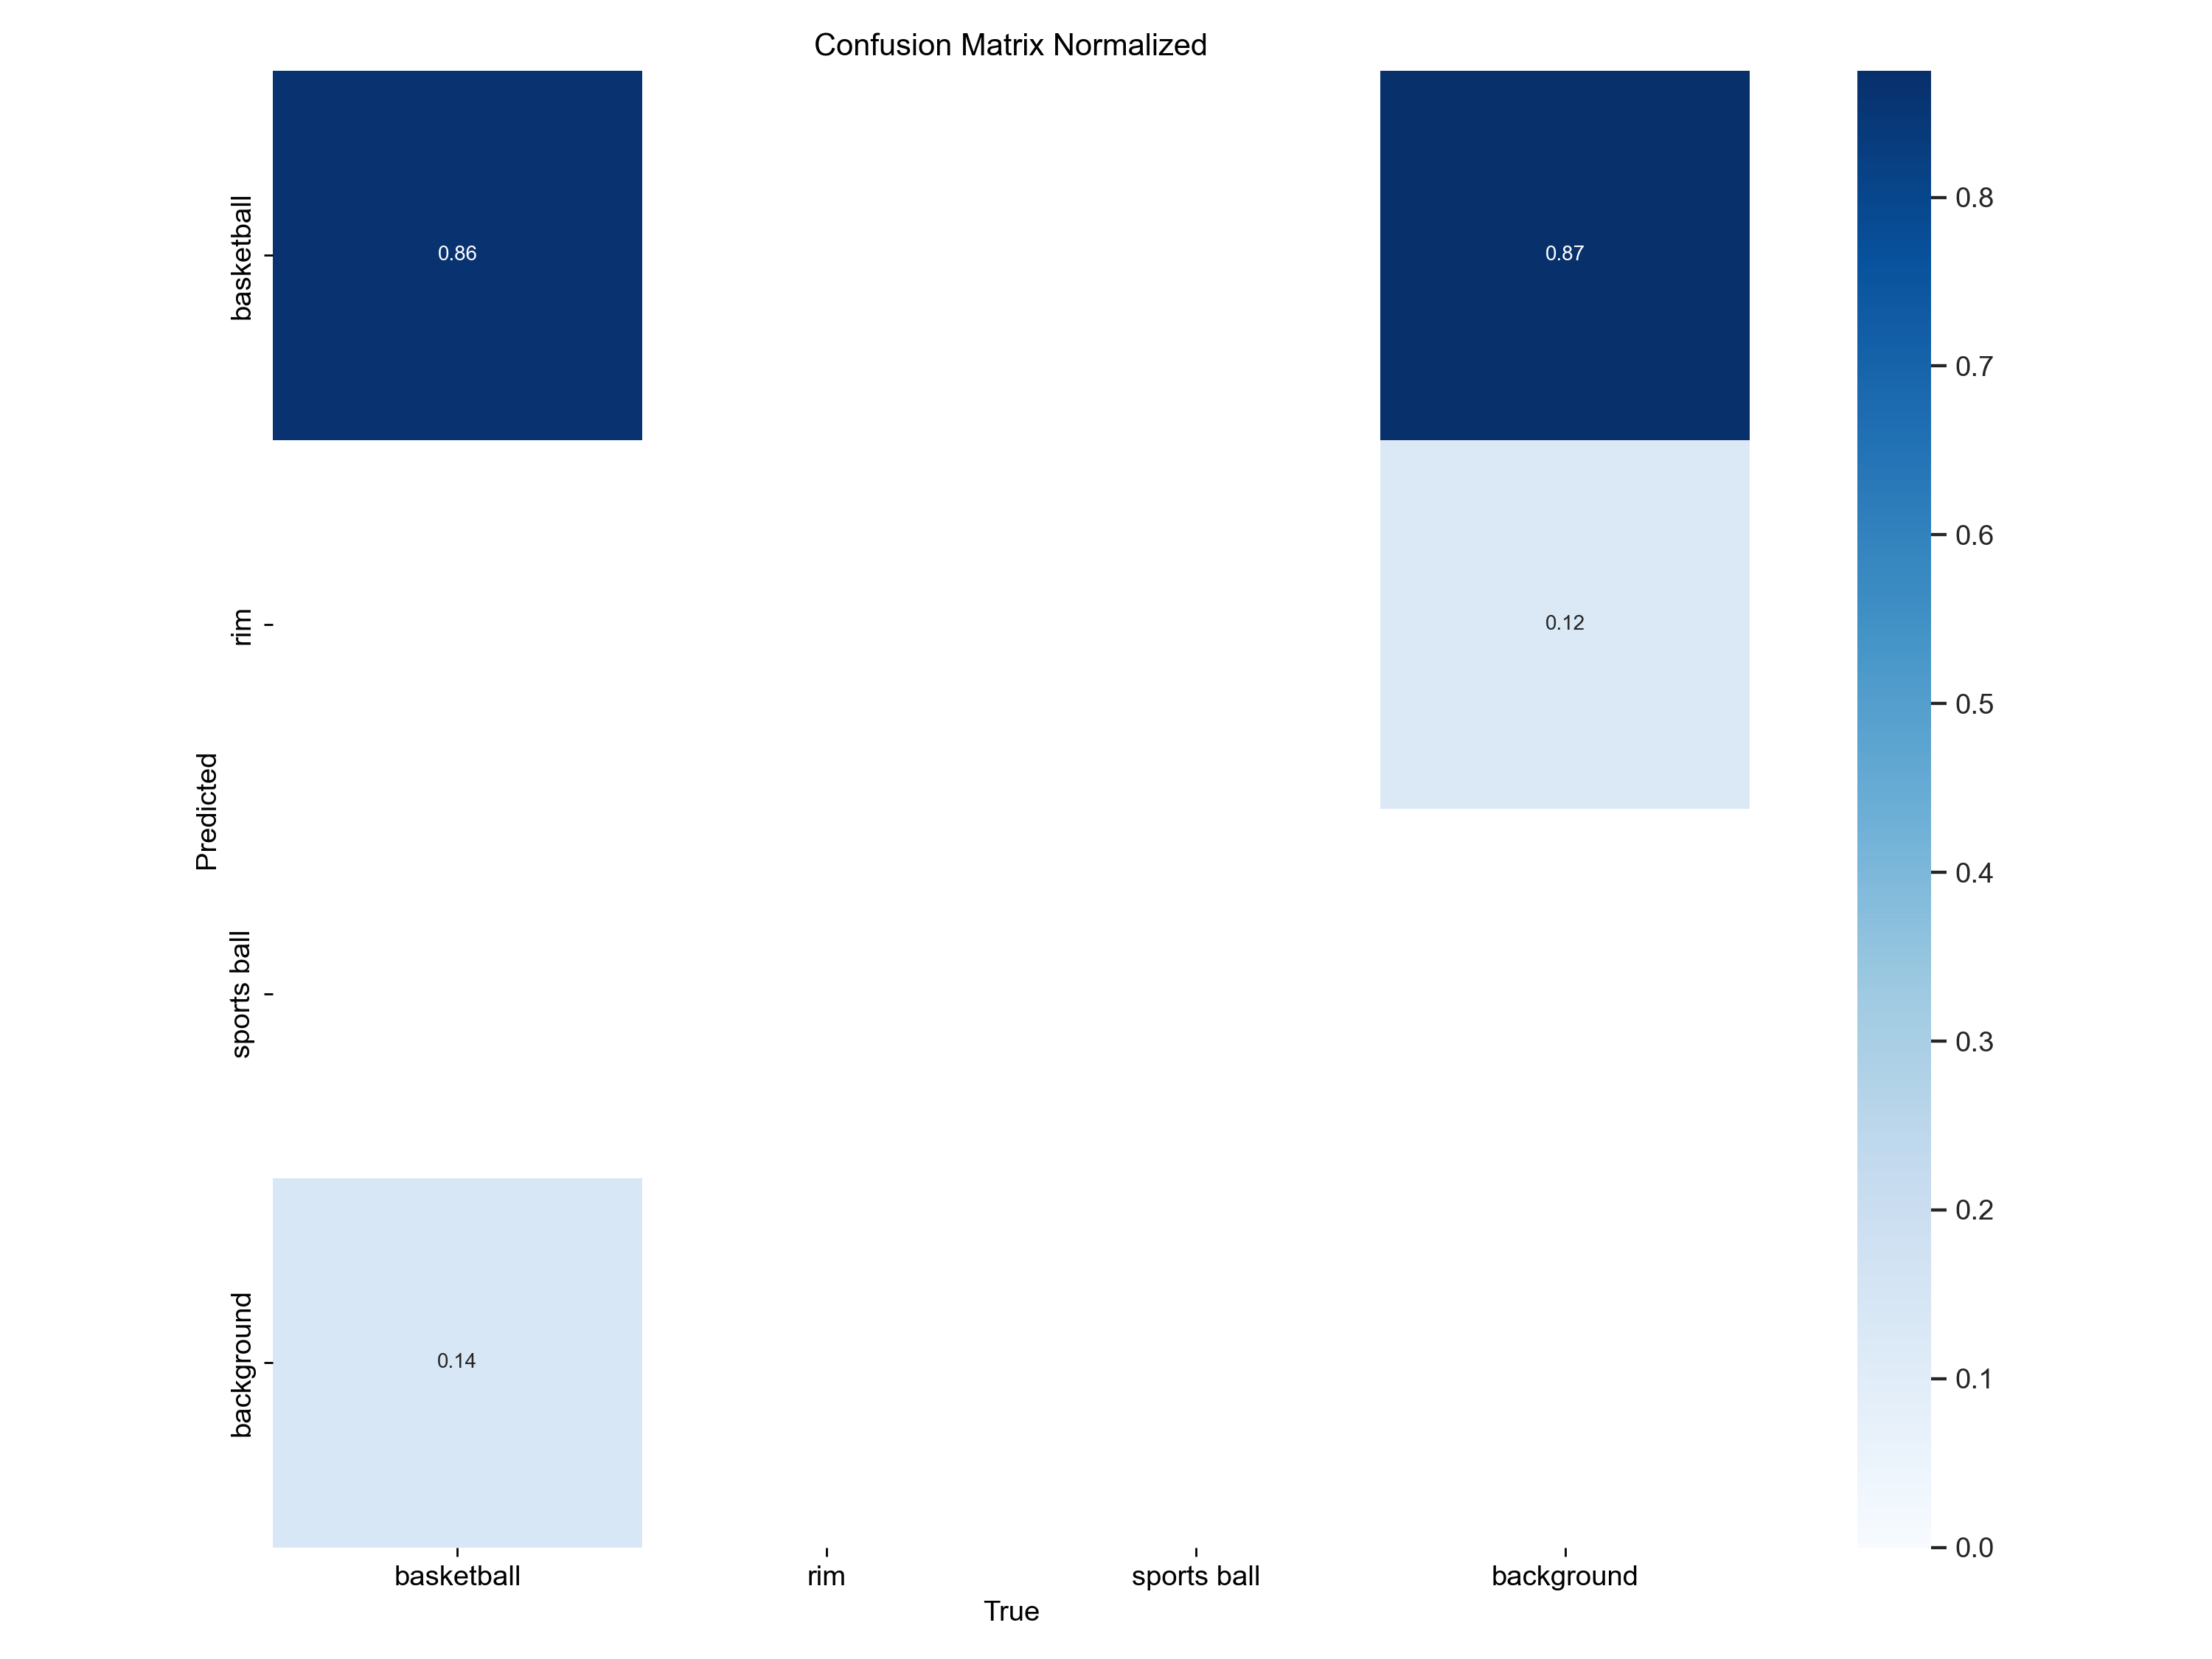 Confusion Matrix Normalized
basketball
0.86
0.87
rim
0.12
sports ball
background
0.14
Predicted
basketball
rim
sports ball
background
True
0.8
0.7
0.6
0.5
0.4
0.3
0.2
0.1
0.0